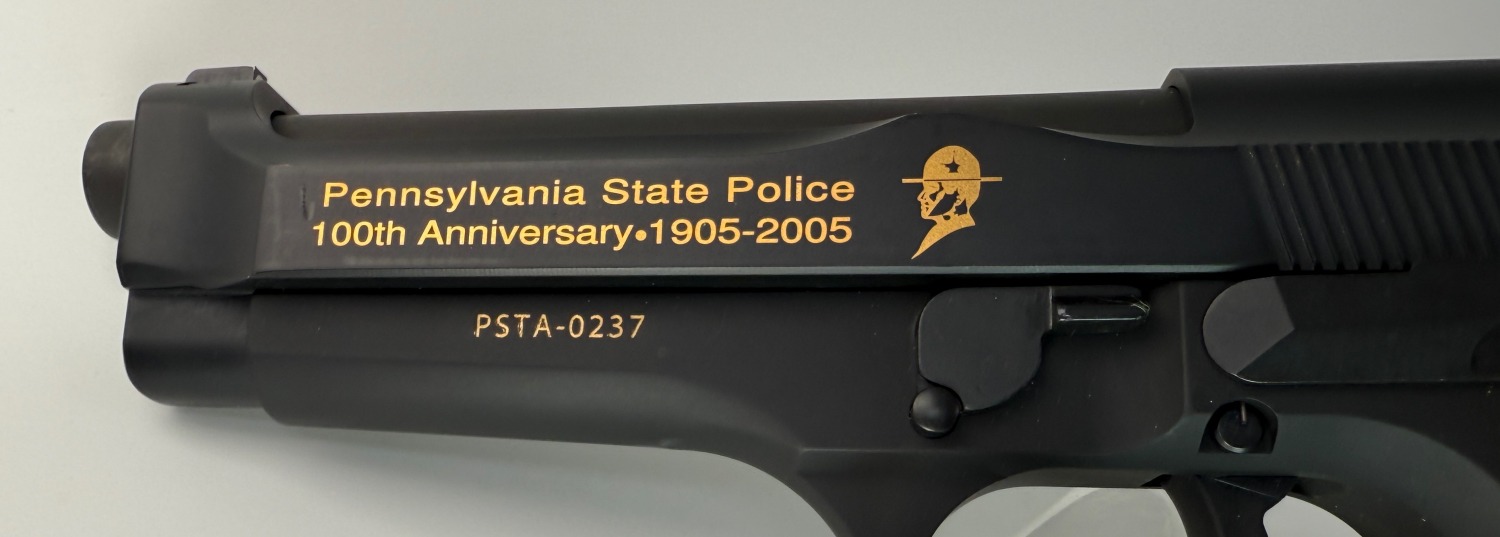 Pennsylvania State Police
100th Anniversary•1905-2005
PSTA-0237